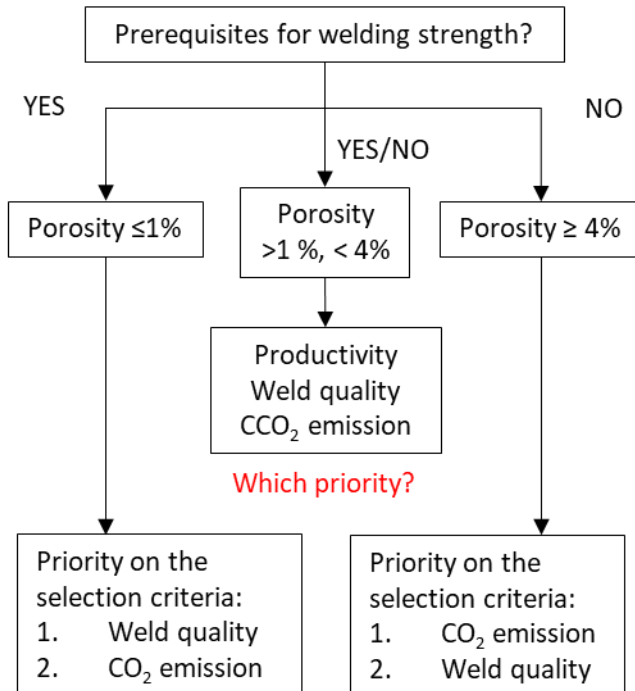 Prerequisites for welding strength?
YES
NO
YES/NO
Porosity ≤1%
Porosity
>1 %, < 4%
Porosity ≥ 4%
Productivity
Weld quality
CCO₂ emission
Which priority?
Priority on the
selection criteria:
1. Weld quality
2. CO₂ emission
Priority on the
selection criteria:
1. CO₂ emission
2. Weld quality